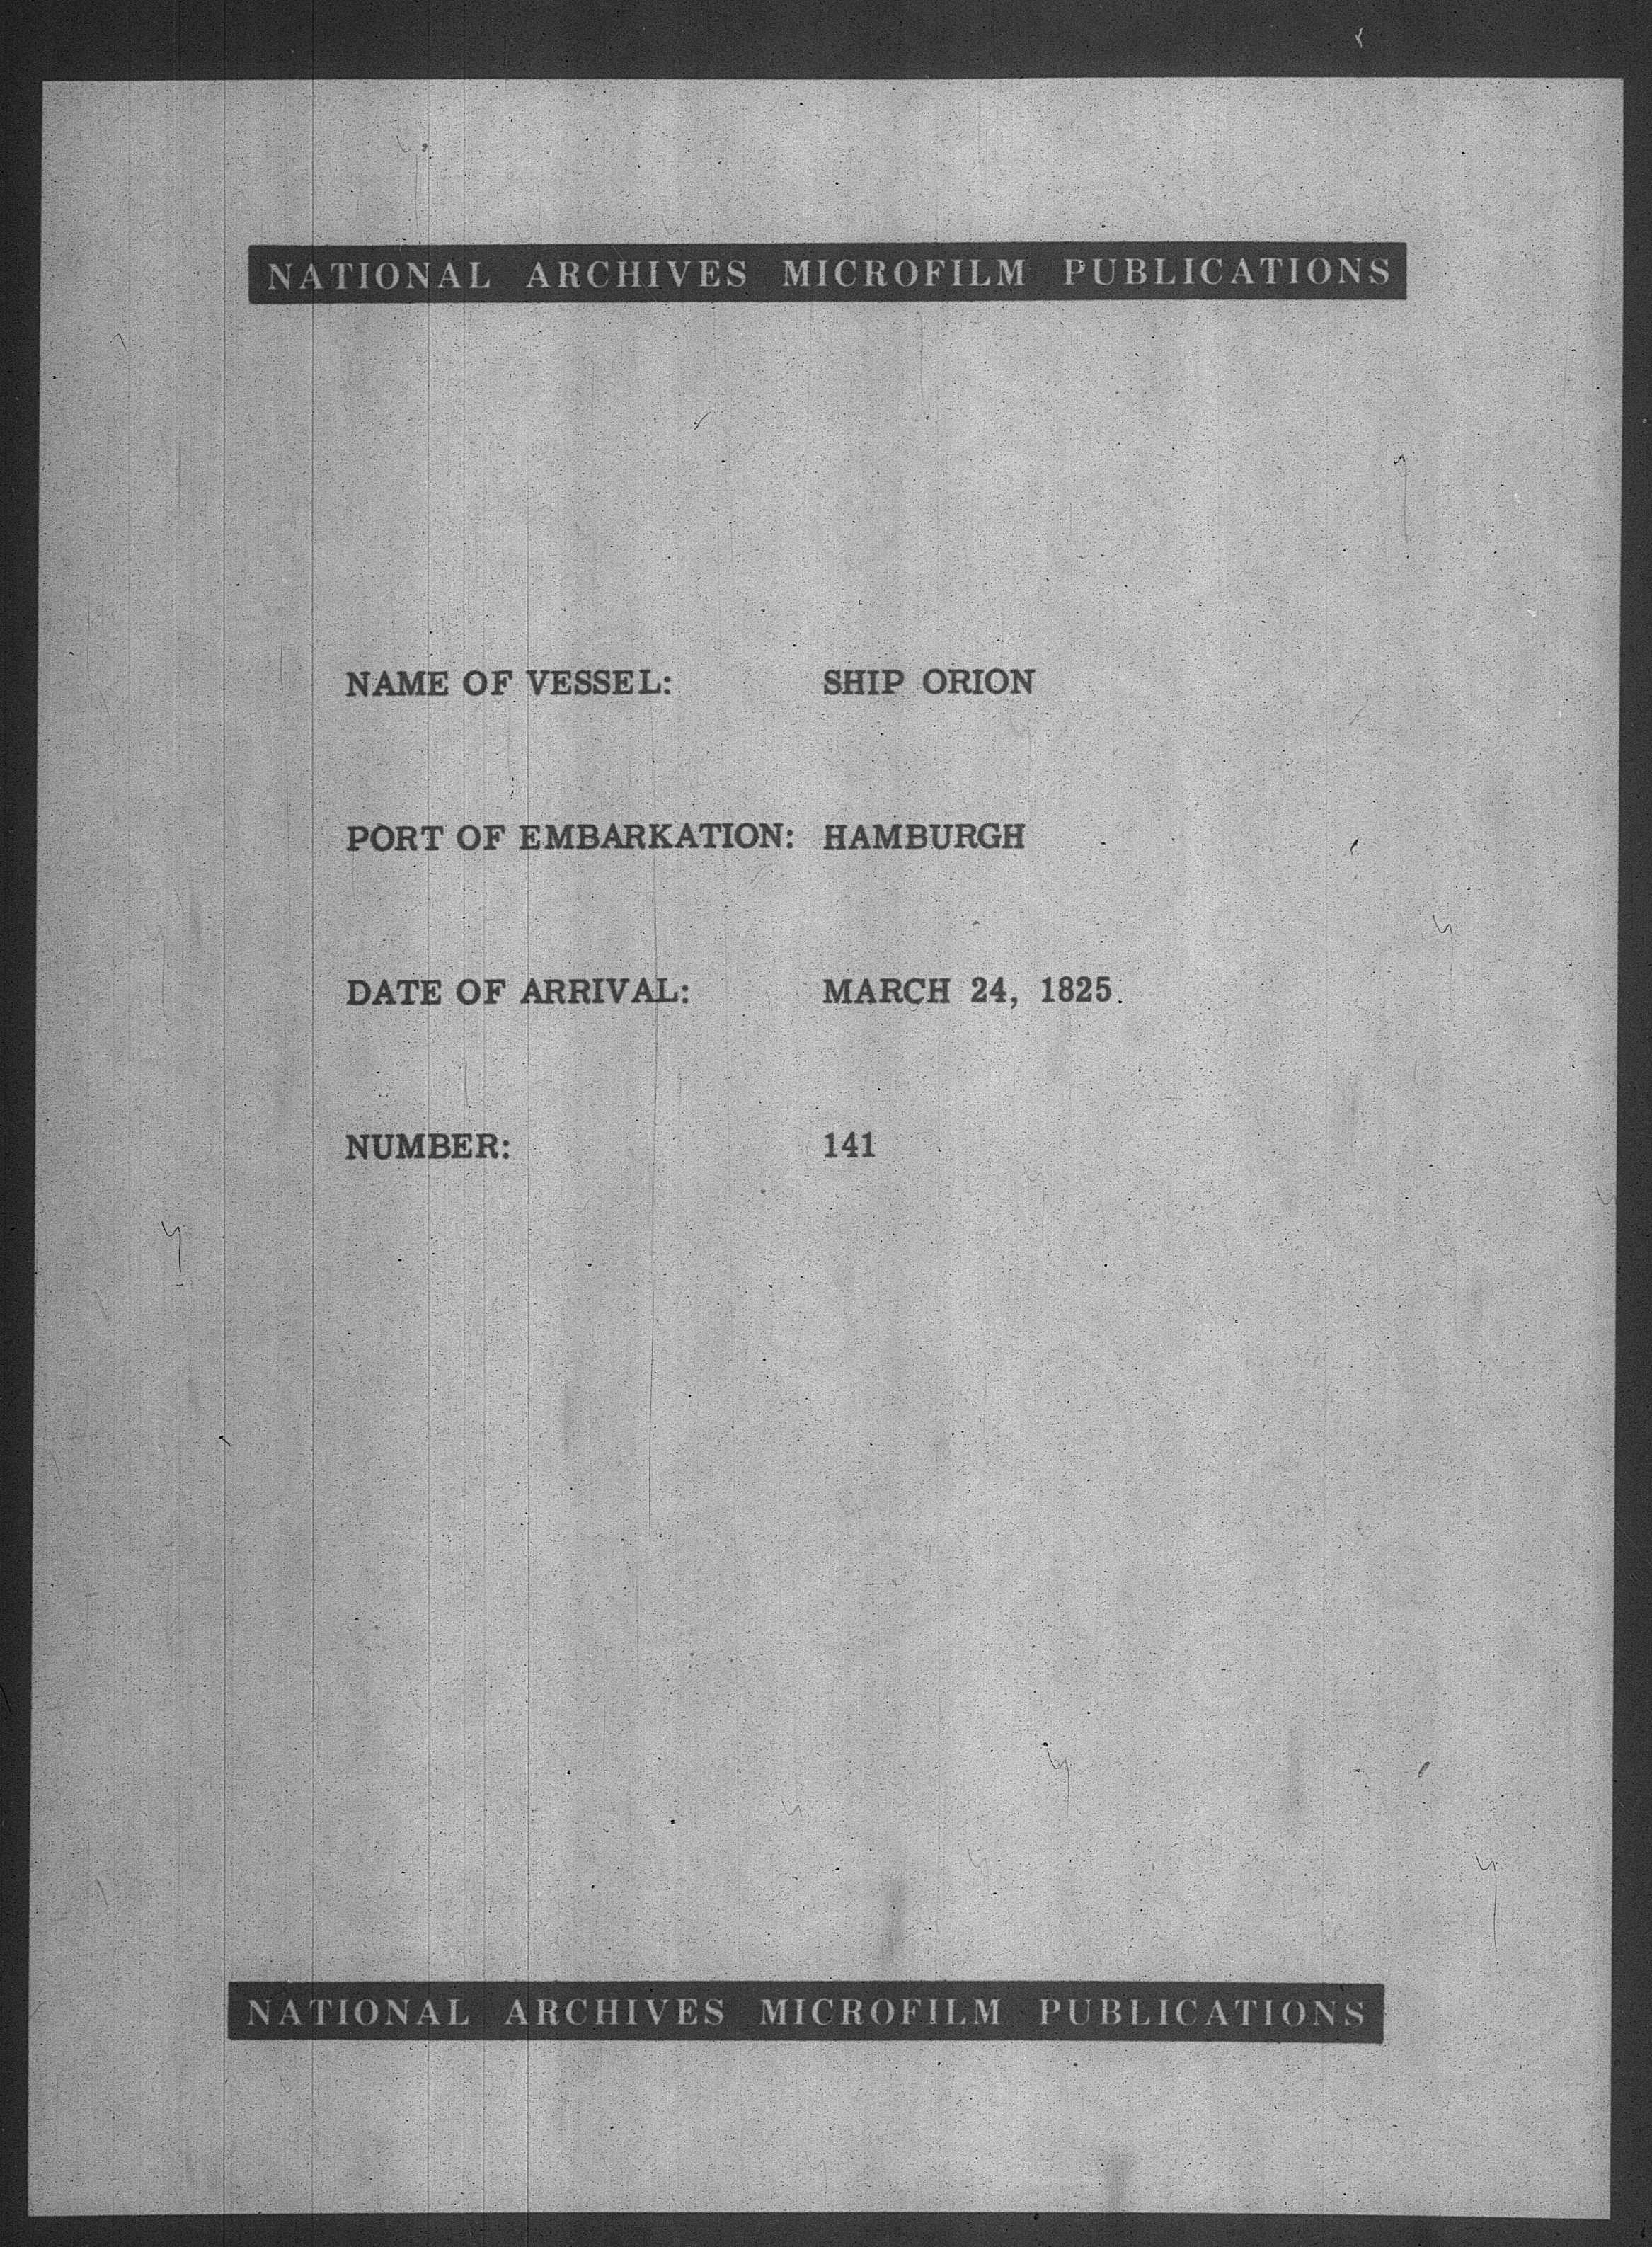 NATIONAL ARCHIVES MICROFILM PUBLICATIONS
NAME OF VESSEL: SHIP ORION
PORT OF EMBARKATION: HAMBURGH
DATE OF ARRIVAL: MARCH 24, 1825
NUMBER: 141
NATIONAL ARCHIVES MICROFILM PUBLICATIONS